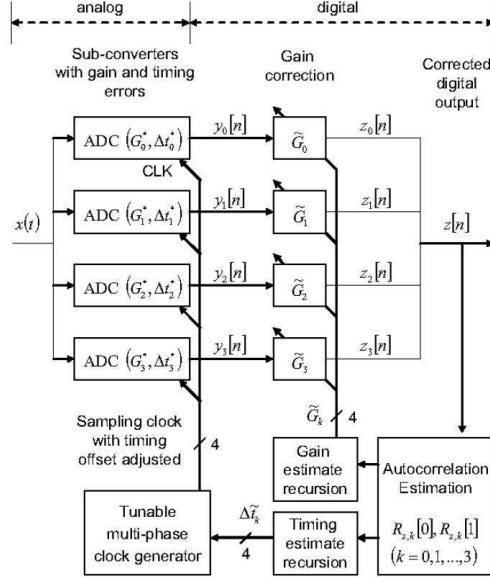 analog
digital
Sub-converters
with gain and timing
errors
Gain
correction
Corrected
digital
output
ADC (G₀*, Δt₀*)
y₀[n]
G̃₀
z₀[n]
CLK
ADC (G₁*, Δt₁*)
y₁[n]
G̃₁
z₁[n]
x(t)
z[n]
ADC (G₂*, Δt₂*)
y₂[n]
G̃₂
z₂[n]
ADC (G₃*, Δt₃*)
y₃[n]
G̃₃
z₃[n]
Sampling clock
with timing
offset adjusted
4
G̃ₖ
4
Gain
estimate
recursion
Autocorrelation
Estimation
R_{z,k}[0], R_{z,k}[1]
(k = 0,1,...,3)
Tunable
multi-phase
clock generator
Δt̃ₖ
4
Timing
estimate
recursion